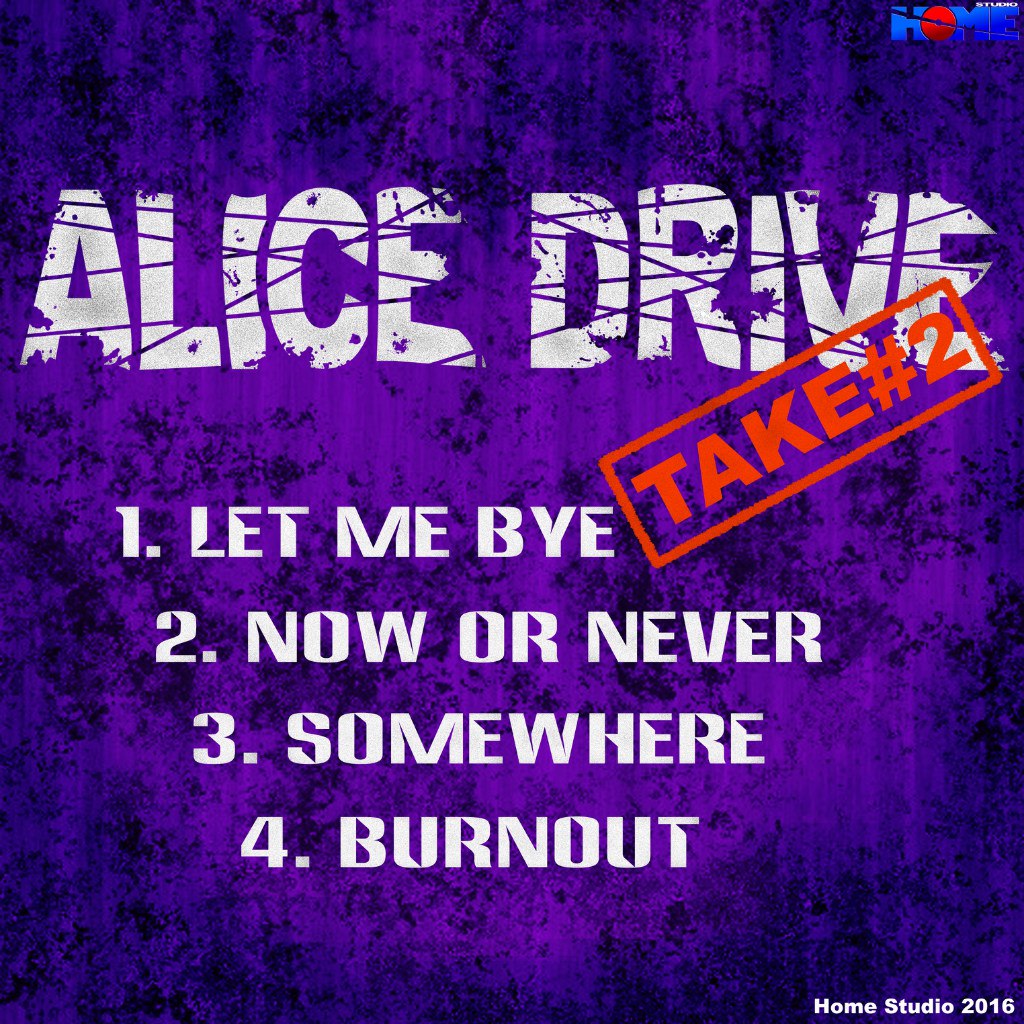 STUDIO
HOME
ALICE DRIVE
TAKE#2
1. LET ME BYE
2. NOW OR NEVER
3. SOMEWHERE
4. BURNOUT
Home Studio 2016